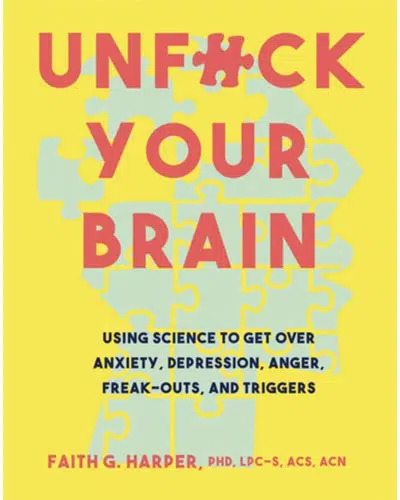 UNF#CK
YOUR
BRAIN
USING SCIENCE TO GET OVER
ANXIETY, DEPRESSION, ANGER,
FREAK-OUTS, AND TRIGGERS
FAITH G. HARPER, PHD, LPC-S, ACS, ACN